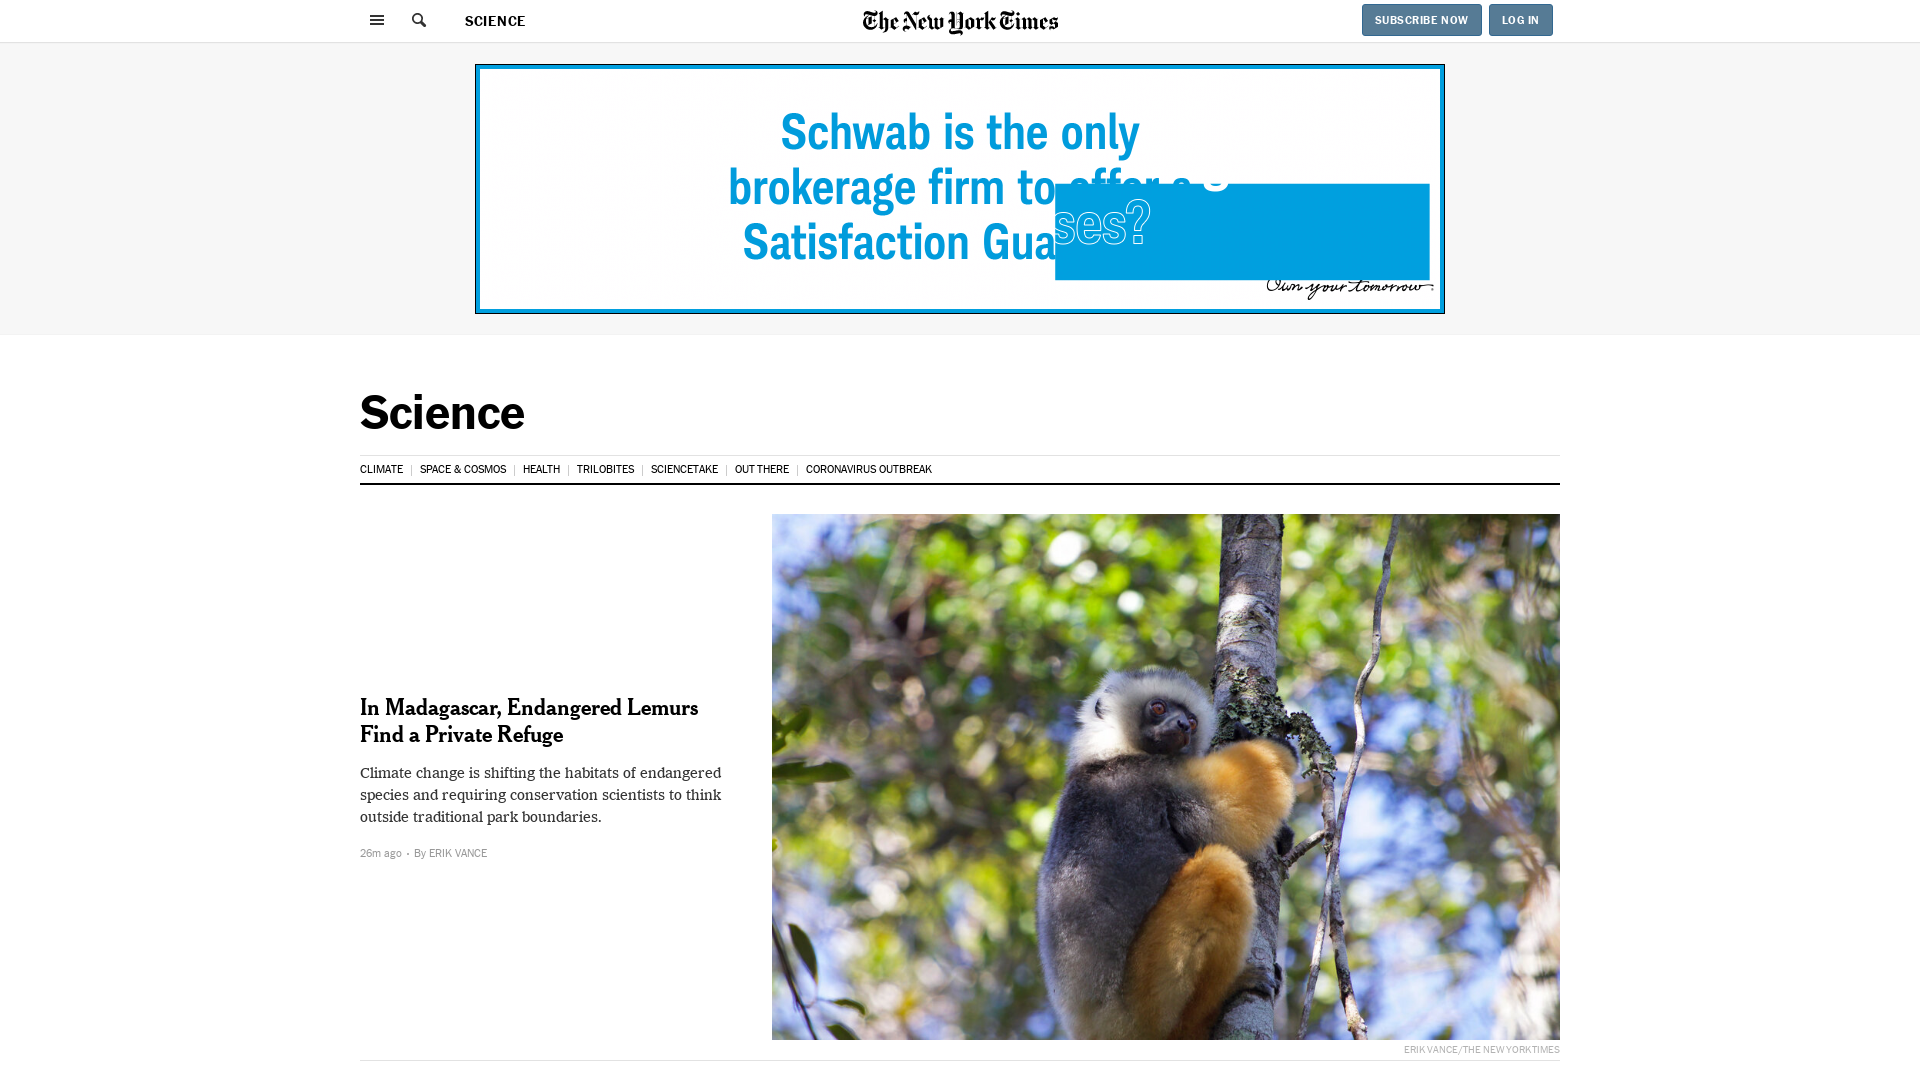 SCIENCE
The New York Times
SUBSCRIBE NOW
LOG IN
Schwab is the only
brokerage firm to offer a
Satisfaction Gua
ses?
Own your tomorrow.
Science
CLIMATE
SPACE & COSMOS
HEALTH
TRILOBITES
SCIENCETAKE
OUT THERE
CORONAVIRUS OUTBREAK
In Madagascar, Endangered Lemurs
Find a Private Refuge
Climate change is shifting the habitats of endangered
species and requiring conservation scientists to think
outside traditional park boundaries.
26m ago · By ERIK VANCE
ERIK VANCE/THE NEW YORK TIMES